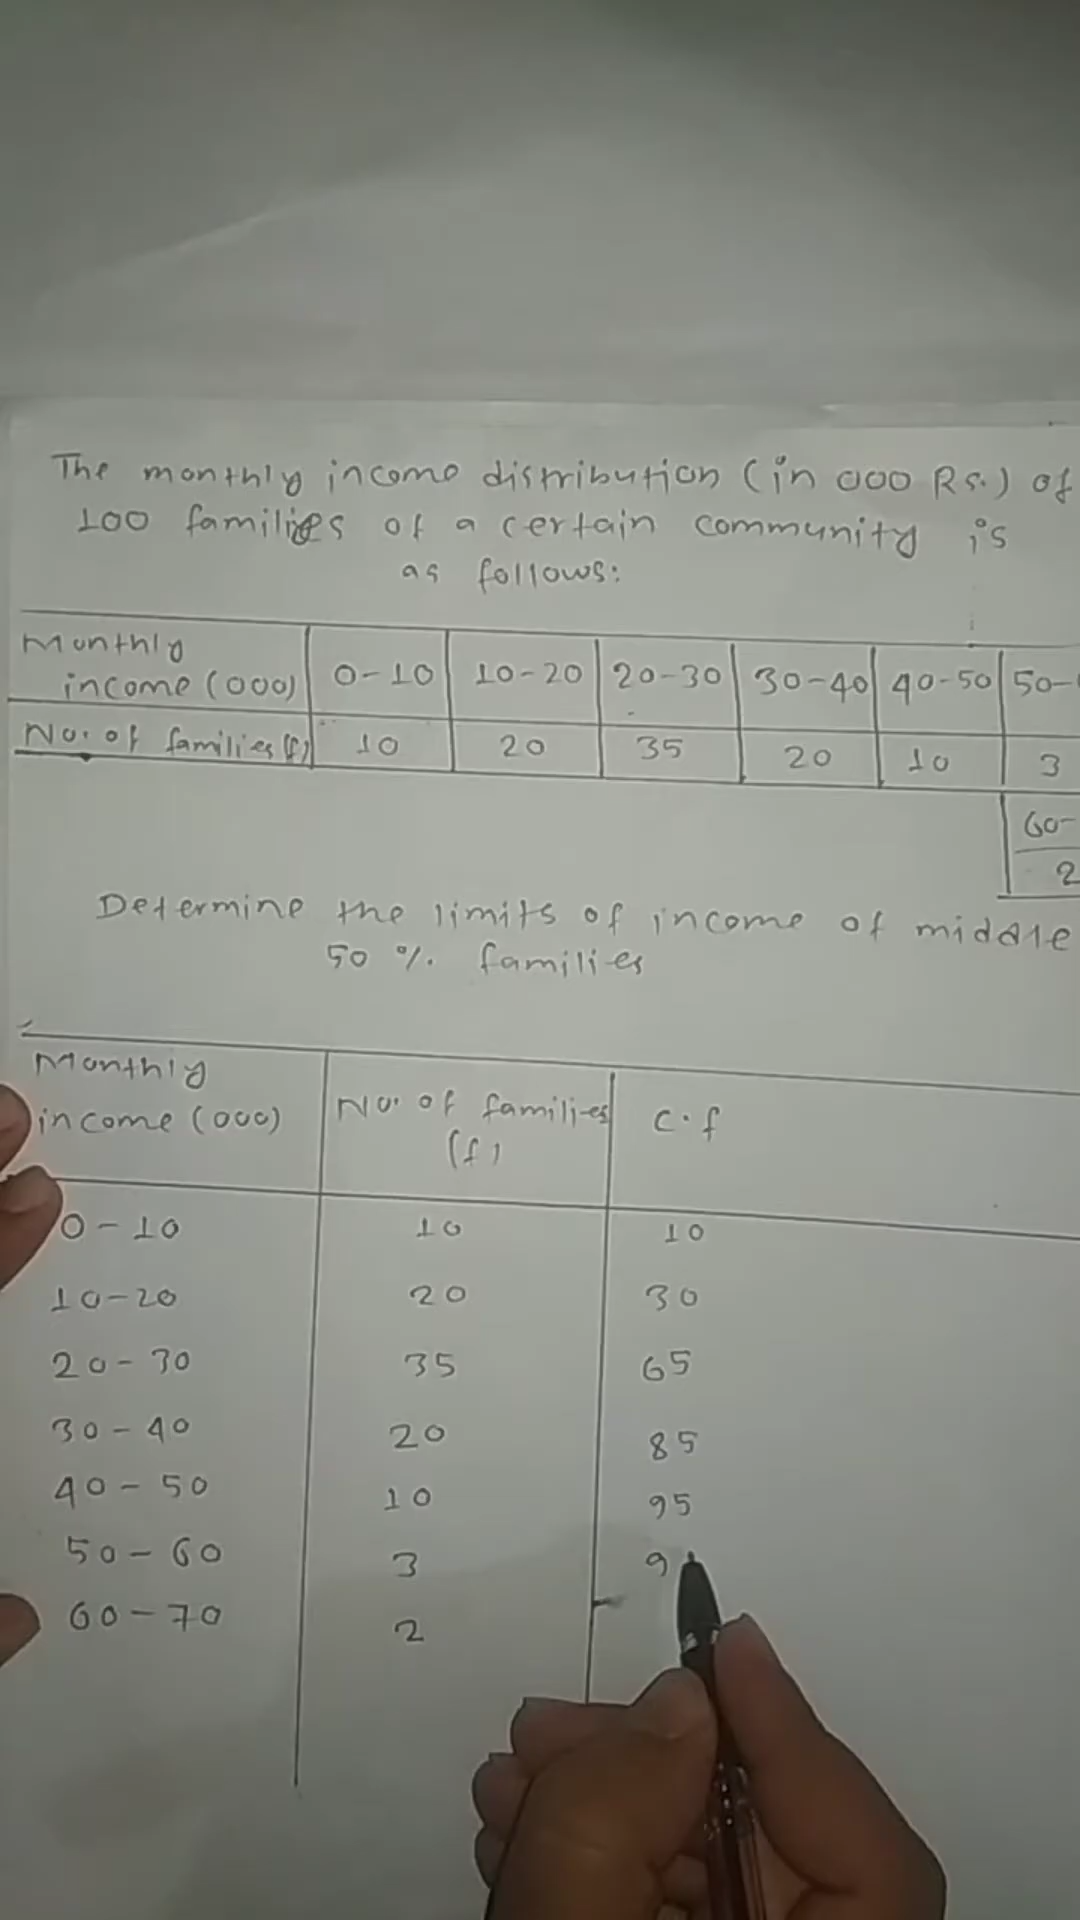 The monthly income distribution (in 000 Rs.) of
100 families of a certain community is
as follows:
Monthly
income (000) 0-10 10-20 20-30 30-40 40-50 50-
No. of families (f) 10 20 35 20 10 3
60-
2
Determine the limits of income of middle
50 % families
Monthly
income (000) No. of families (f) c.f
0-10 10 10
10-20 20 30
20-30 35 65
30-40 20 85
40-50 10 95
50-60 3 9
60-70 2